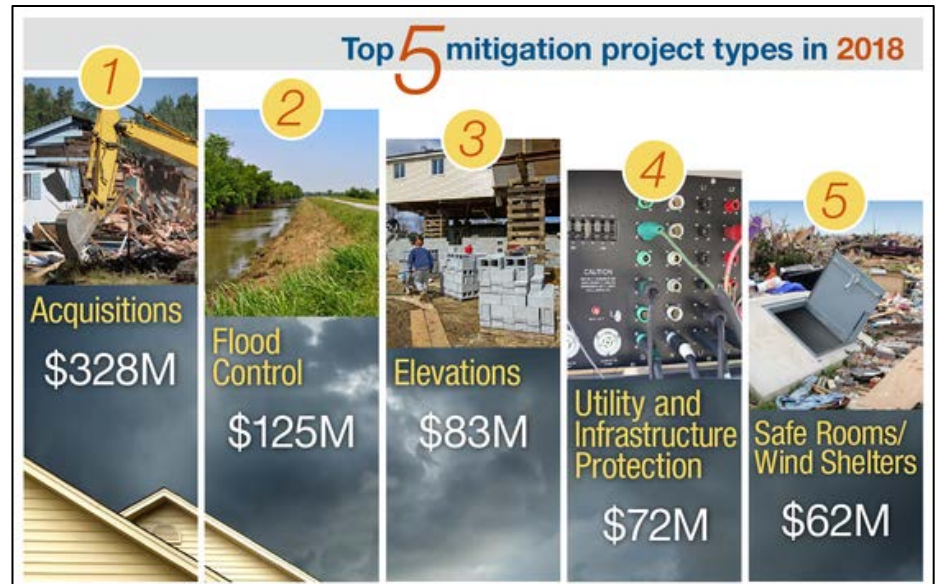 Top 5 mitigation project types in 2018
1
Acquisitions
$328M
2
Flood
Control
$125M
3
Elevations
$83M
4
CAUTION
Utility and
Infrastructure
Protection
$72M
5
Safe Rooms/
Wind Shelters
$62M